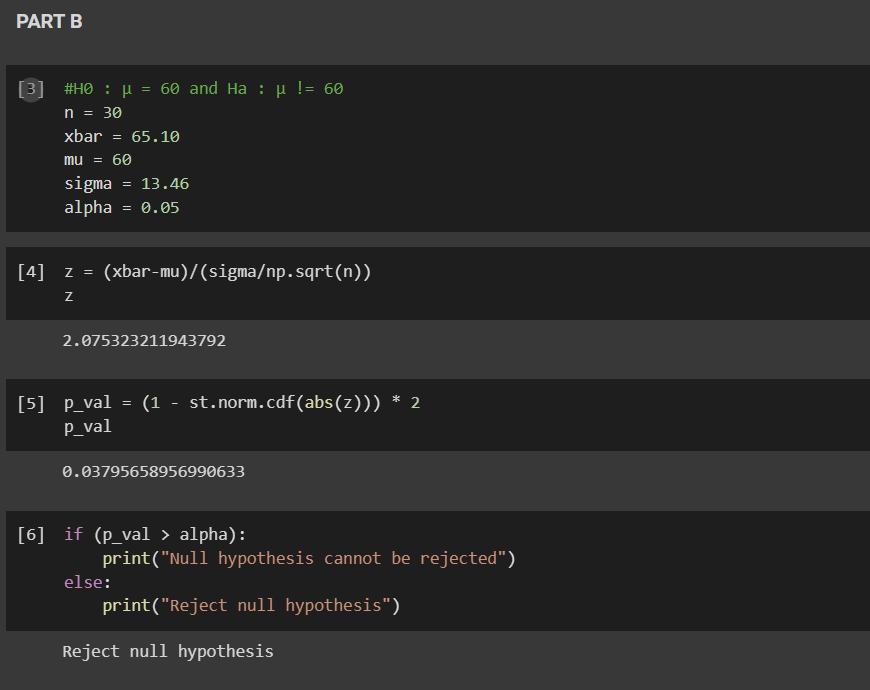 PART B
[3] #H0 : μ = 60 and Ha : μ != 60
n = 30
xbar = 65.10
mu = 60
sigma = 13.46
alpha = 0.05
[4] z = (xbar-mu)/(sigma/np.sqrt(n))
z
2.075323211943792
[5] p_val = (1 - st.norm.cdf(abs(z))) * 2
p_val
0.03795658956990633
[6] if (p_val > alpha):
    print("Null hypothesis cannot be rejected")
else:
    print("Reject null hypothesis")
Reject null hypothesis